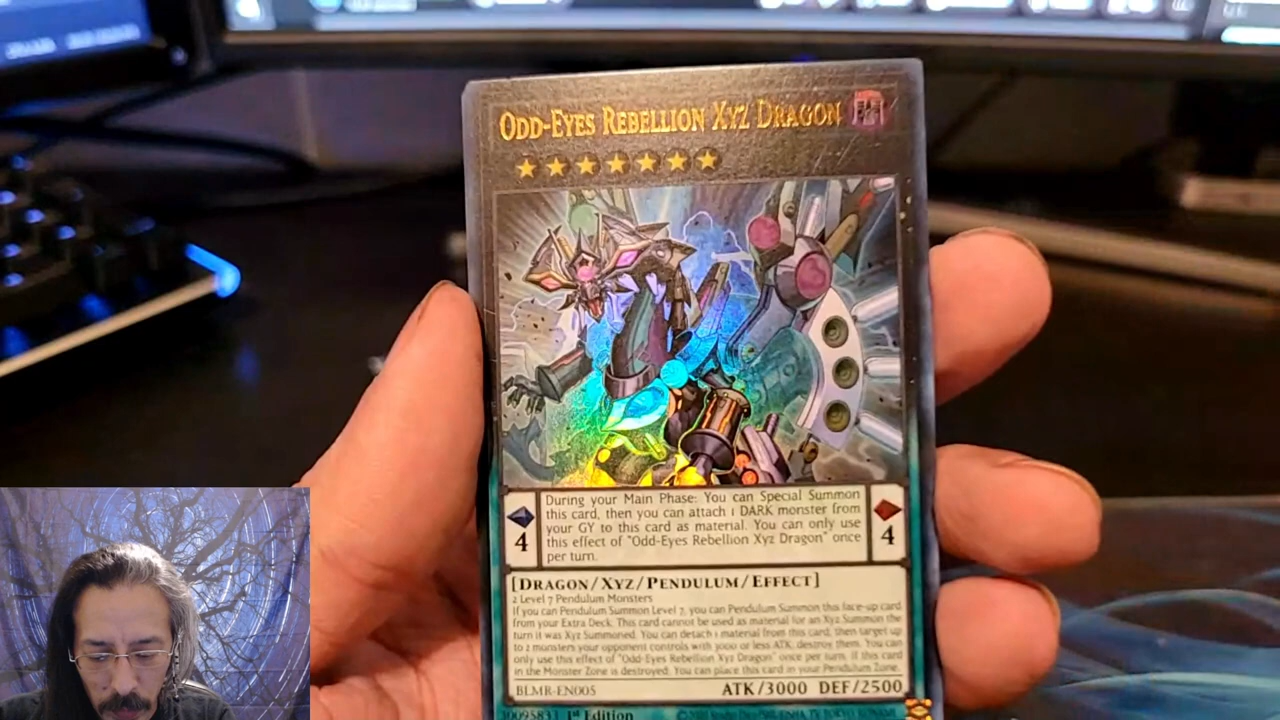 ODD-EYES REBELLION XYZ DRAGON
During your Main Phase: You can Special Summon
this card, then you can attach 1 DARK monster from
your GY to this card as material. You can only use
this effect of "Odd-Eyes Rebellion Xyz Dragon" once
per turn.
4
4
[DRAGON/XYZ/PENDULUM/EFFECT]
2 Level 7 Pendulum Monsters
If you can Pendulum Summon Level 7, you can Pendulum Summon this face-up card
from your Extra Deck. This card cannot be used as material for an Xyz Summon the
turn it was Xyz Summoned. You can detach 1 material from this card, then target up
to 2 monsters your opponent controls with 3000 or less ATK; destroy them. You can
only use this effect of "Odd-Eyes Rebellion Xyz Dragon" once per turn. If this card
in the Monster Zone is destroyed: You can place this card in your Pendulum Zone.
BLMR-EN005
ATK/3000 DEF/2500
1st Edition